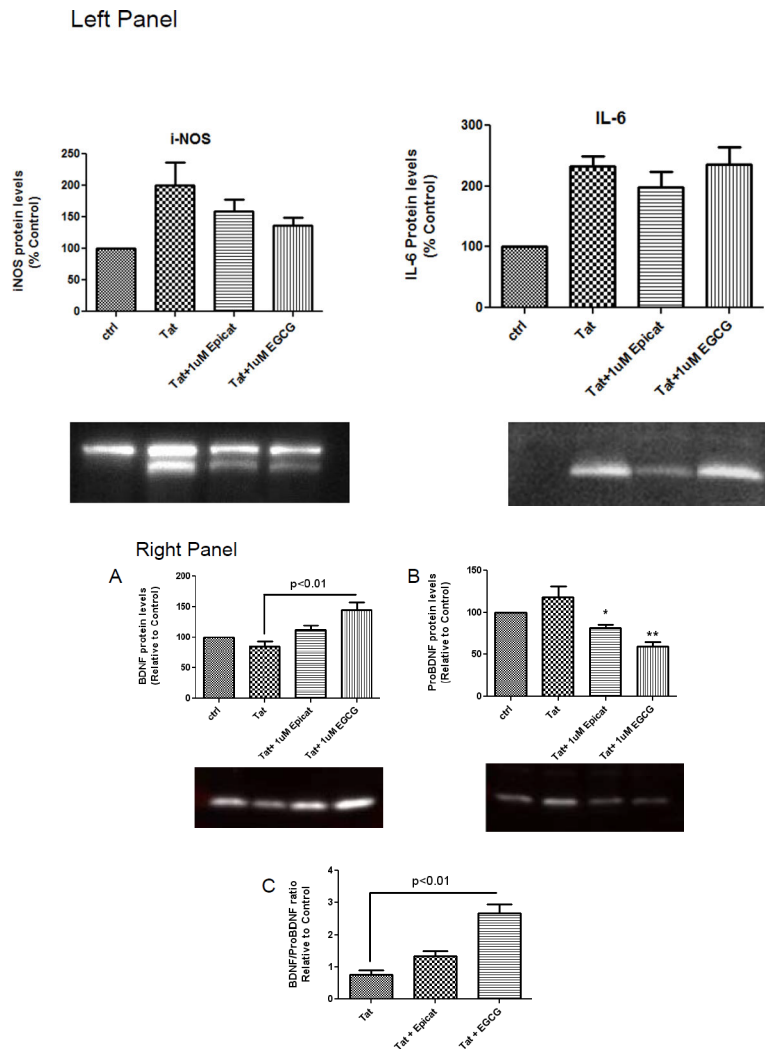 Left Panel
i-NOS
iNOS protein levels
(% Control)
250
200
150
100
50
0
ctrl
Tat
Tat+1uM Epicat
Tat+1uM EGCG
IL-6
IL-6 Protein levels
(% Control)
300
200
100
0
ctrl
Tat
Tat+1uM Epicat
Tat+1uM EGCG
Right Panel
A
BDNF protein levels
(Relative to Control)
200
150
100
50
0
p<0.01
ctrl
Tat
Tat+ 1uM Epicat
Tat+ 1uM EGCG
B
ProBDNF protein levels
(Relative to Control)
150
100
50
0
*
**
ctrl
Tat
Tat+ 1uM Epicat
Tat+ 1uM EGCG
C
BDNF/ProBDNF ratio
Relative to Control
4
3
2
1
0
p<0.01
Tat
Tat + Epicat
Tat + EGCG